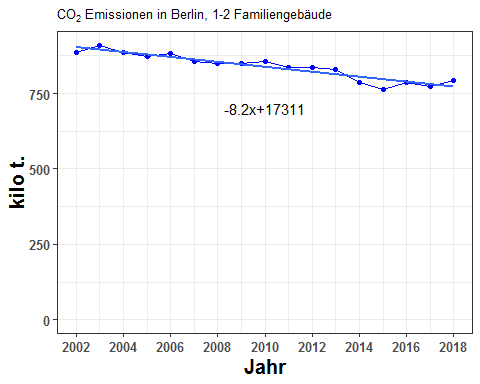 CO₂ Emissionen in Berlin, 1-2 Familiengebäude
-8.2x+17311
kilo t.
750
500
250
0
2002 2004 2006 2008 2010 2012 2014 2016 2018
Jahr